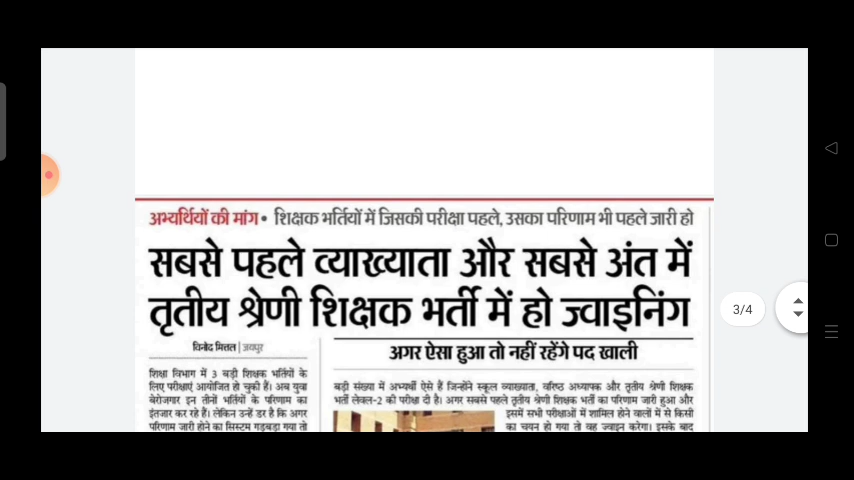 अभ्यर्थियों की मांग • शिक्षक भर्तियों में जिसकी परीक्षा पहले, उसका परिणाम भी पहले जारी हो
सबसे पहले व्याख्याता और सबसे अंत में
तृतीय श्रेणी शिक्षक भर्ती में हो ज्वाइनिंग
विनोद मित्तल | जयपुर
शिक्षा विभाग में 3 बड़ी शिक्षक भर्तियों के
लिए परीक्षाएं आयोजित हो चुकी हैं। अब युवा
बेरोजगार इन तीनों भर्तियों के परिणाम का
इंतजार कर रहे हैं। लेकिन उन्हें डर है कि अगर
परिणाम जारी होने का सिस्टम गड़बड़ा गया तो
अगर ऐसा हुआ तो नहीं रहेंगे पद खाली
बड़ी संख्या में अभ्यर्थी ऐसे हैं जिन्होंने स्कूल व्याख्याता, वरिष्ठ अध्यापक और तृतीय श्रेणी शिक्षक
भर्ती लेवल-2 की परीक्षा दी है। अगर सबसे पहले तृतीय श्रेणी शिक्षक भर्ती का परिणाम जारी हुआ और
इसमें सभी परीक्षाओं में शामिल होने वालों में से किसी
का चयन हो गया तो वह ज्वाइन करेगा। इसके बाद
3/4